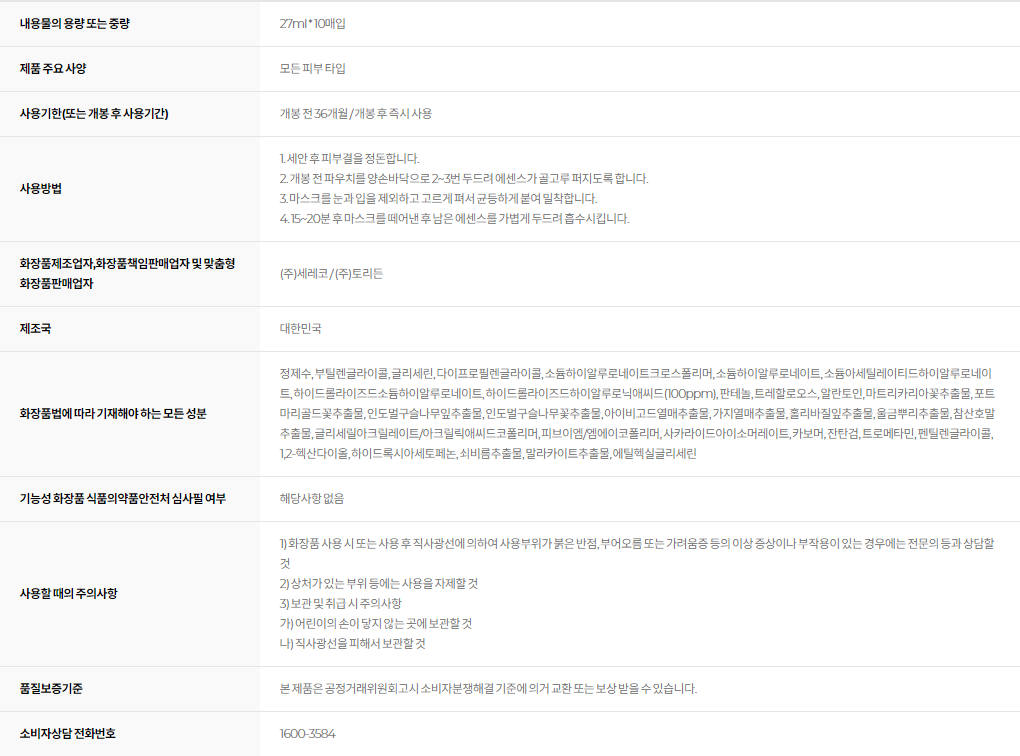 내용물의 용량 또는 중량
27ml * 10매입
제품 주요 사양
모든 피부 타입
사용기한(또는 개봉 후 사용기간)
개봉 전 36개월 / 개봉 후 즉시 사용
사용방법
1. 세안 후 피부결을 정돈합니다.
2. 개봉 전 파우치를 양손바닥으로 2~3번 두드려 에센스가 골고루 퍼지도록 합니다.
3. 마스크를 눈과 입을 제외하고 고르게 펴서 균등하게 붙여 밀착합니다.
4. 15~20분 후 마스크를 떼어낸 후 남은 에센스를 가볍게 두드려 흡수시킵니다.
화장품제조업자,화장품책임판매업자 및 맞춤형
화장품판매업자
(주)세레코 / (주)토리든
제조국
대한민국
화장품법에 따라 기재해야 하는 모든 성분
정제수, 부틸렌글라이콜, 글리세린, 다이프로필렌글라이콜, 소듐하이알루로네이트크로스폴리머, 소듐하이알루로네이트, 소듐아세틸레이티드하이알루로네이
트, 하이드롤라이즈드소듐하이알루로네이트, 하이드롤라이즈드하이알루로닉애씨드(100ppm), 판테놀, 트레할로오스, 알란토인, 마트리카리아꽃추출물, 포트
마리골드꽃추출물, 인도멀구슬나무잎추출물, 인도멀구슬나무꽃추출물, 아이비고드열매추출물, 가지열매추출물, 홀리바질잎추출물, 울금뿌리추출물, 참산호말
추출물, 글리세릴아크릴레이트/아크릴릭애씨드코폴리머, 피브이엠/엠에이코폴리머, 사카라이드아이소머레이트, 카보머, 잔탄검, 트로메타민, 펜틸렌글라이콜,
1,2-헥산다이올, 하이드록시아세토페논, 쇠비름추출물, 말라카이트추출물, 에틸헥실글리세린
기능성 화장품 식품의약품안전처 심사필 여부
해당사항 없음
사용할 때의 주의사항
1) 화장품 사용 시 또는 사용 후 직사광선에 의하여 사용부위가 붉은 반점, 부어오름 또는 가려움증 등의 이상 증상이나 부작용이 있는 경우에는 전문의 등과 상담할
것
2) 상처가 있는 부위 등에는 사용을 자제할 것
3) 보관 및 취급 시 주의사항
가) 어린이의 손이 닿지 않는 곳에 보관할 것
나) 직사광선을 피해서 보관할 것
품질보증기준
본 제품은 공정거래위원회고시 소비자분쟁해결 기준에 의거 교환 또는 보상 받을 수 있습니다.
소비자상담 전화번호
1600-3584